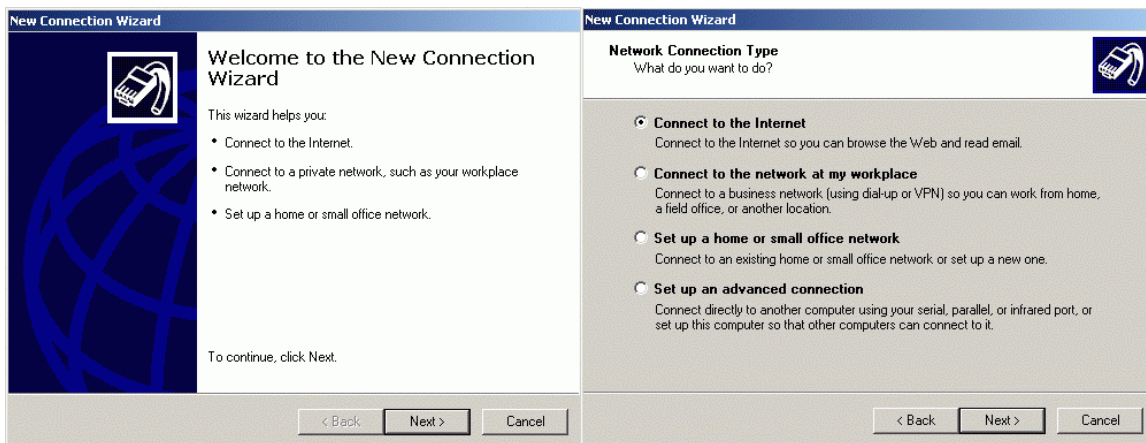 New Connection Wizard
Welcome to the New Connection
Wizard
This wizard helps you:
• Connect to the Internet.
• Connect to a private network, such as your workplace
network.
• Set up a home or small office network.
To continue, click Next.
< Back
Next >
Cancel
New Connection Wizard
Network Connection Type
What do you want to do?
Connect to the Internet
Connect to the Internet so you can browse the Web and read email.
Connect to the network at my workplace
Connect to a business network (using dial-up or VPN) so you can work from home,
a field office, or another location.
Set up a home or small office network
Connect to an existing home or small office network or set up a new one.
Set up an advanced connection
Connect directly to another computer using your serial, parallel, or infrared port, or
set up this computer so that other computers can connect to it.
< Back
Next >
Cancel